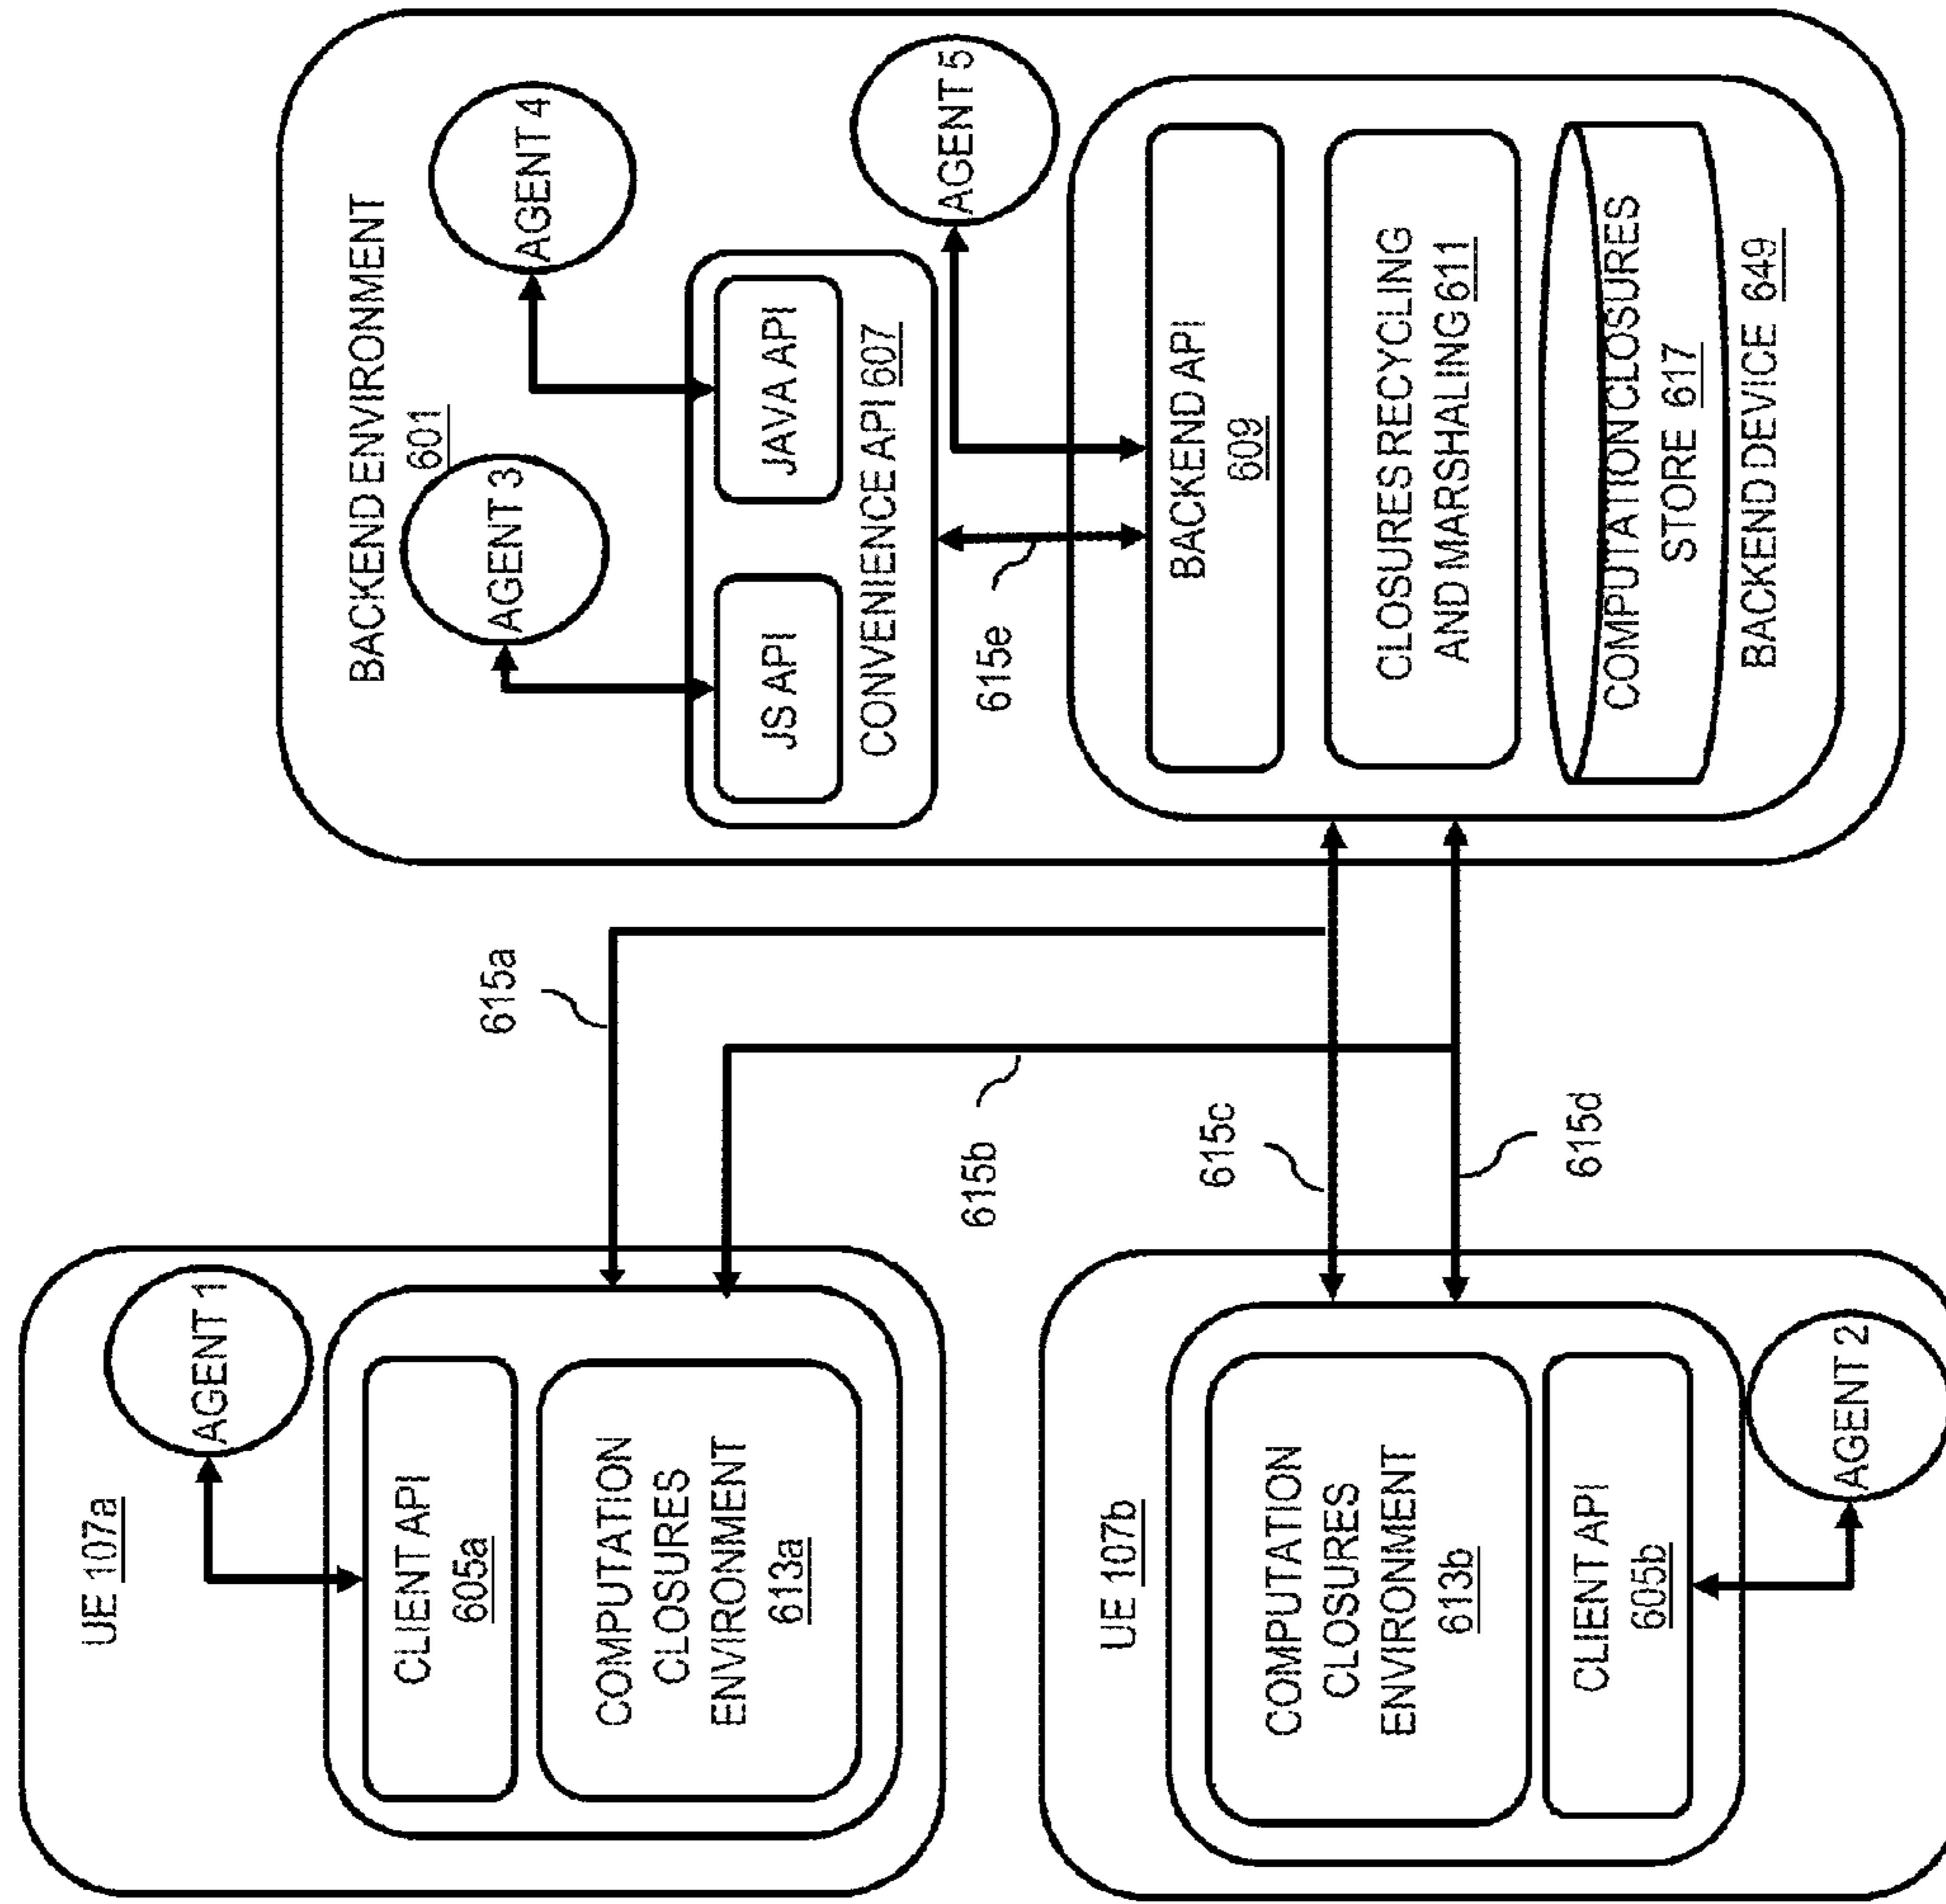 UE 107a
AGENT 1
CLIENT API
605a
COMPUTATION
CLOSURES
ENVIRONMENT
613a
UE 107b
COMPUTATION
CLOSURES
ENVIRONMENT
613b
CLIENT API
605b
AGENT 2
615a
615b
615c
615d
BACKEND ENVIRONMENT
601
AGENT 3
AGENT 4
JS API
JAVA API
CONVENIENCE API 607
615e
AGENT 5
BACKEND API
609
CLOSURES RECYCLING
AND MARSHALING 611
COMPUTATION CLOSURES
STORE 617
BACKEND DEVICE 649